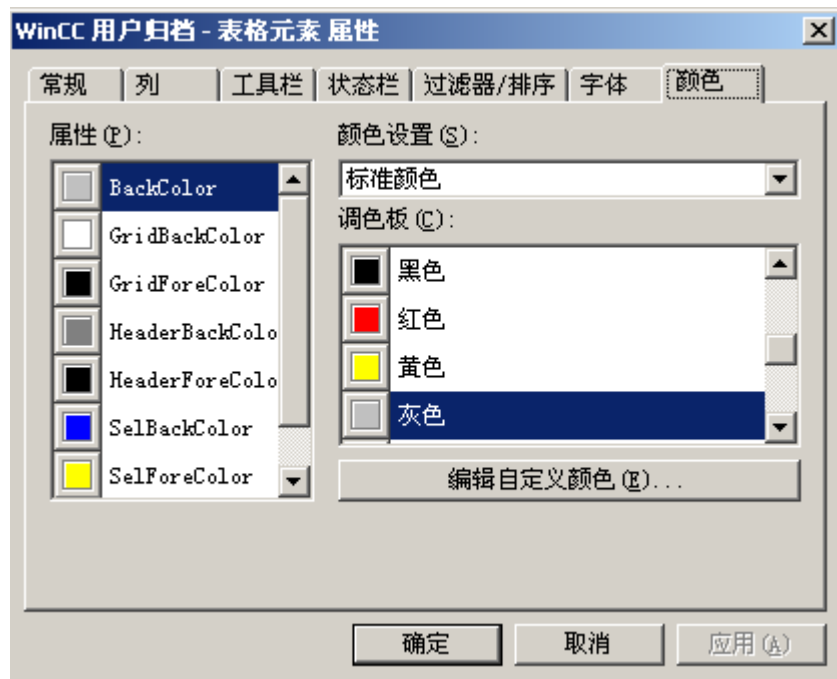 WinCC 用户归档 - 表格元素 属性
常规 列 工具栏 状态栏 过滤器/排序 字体 颜色
属性(P):
BackColor
GridBackColor
GridForeColor
HeaderBackColo
HeaderForeColo
SelBackColor
SelForeColor
颜色设置(S):
标准颜色
调色板(C):
黑色
红色
黄色
灰色
编辑自定义颜色(E)...
确定 取消 应用(A)